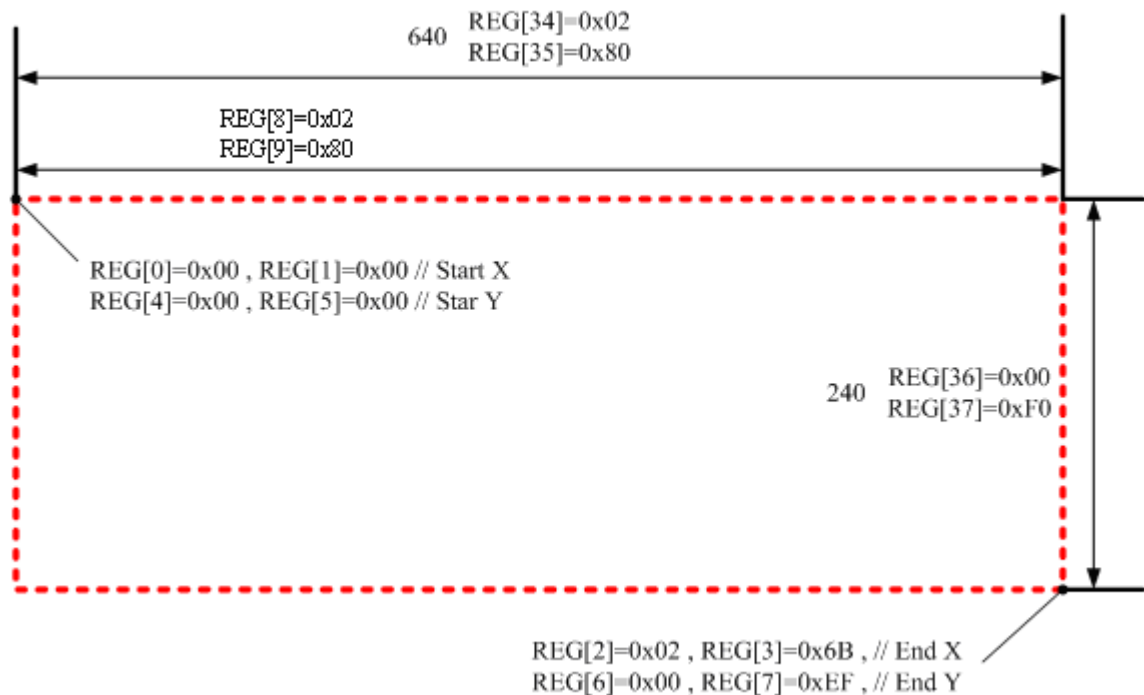 640
REG[34]=0x02
REG[35]=0x80
REG[8]=0x02
REG[9]=0x80
REG[0]=0x00 , REG[1]=0x00 // Start X
REG[4]=0x00 , REG[5]=0x00 // Star Y
240
REG[36]=0x00
REG[37]=0xF0
REG[2]=0x02 , REG[3]=0x6B , // End X
REG[6]=0x00 , REG[7]=0xEF , // End Y